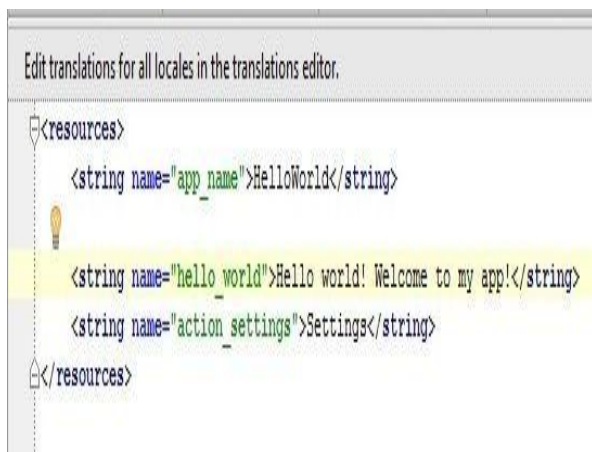 Edit translations for all locales in the translations editor.
<resources>
<string name="app_name">HelloWorld</string>
<string name="hello_world">Hello world! Welcome to my app!</string>
<string name="action_settings">Settings</string>
</resources>